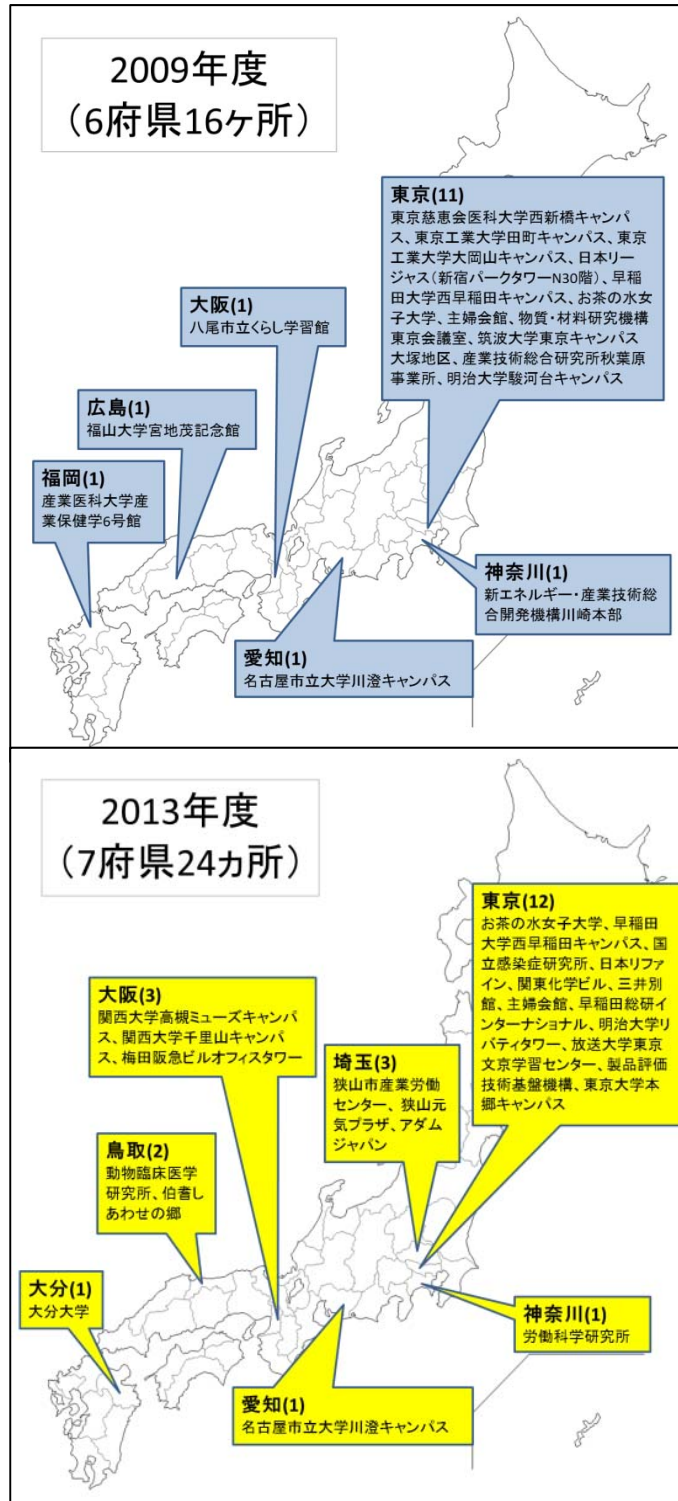 2009年度
(6府県16ヶ所)
東京(11)
東京慈恵会医科大学西新橋キャンパ
ス、東京工業大学田町キャンパス、東京
工業大学大岡山キャンパス、日本リー
ジャス(新宿パークタワーN30階)、早稲
田大学西早稲田キャンパス、お茶の水女
子大学、主婦会館、物質・材料研究機構
東京会議室、筑波大学東京キャンパス
大塚地区、産業技術総合研究所秋葉原
事業所、明治大学駿河台キャンパス
大阪(1)
八尾市立くらし学習館
広島(1)
福山大学宮地茂記念館
福岡(1)
産業医科大学産
業保健学6号館
神奈川(1)
新エネルギー・産業技術総
合開発機構川崎本部
愛知(1)
名古屋市立大学川澄キャンパス
2013年度
(7府県24カ所)
東京(12)
お茶の水女子大学、早稲田
大学西早稲田キャンパス、国
立感染症研究所、日本リファ
イン、関東化学ビル、三井別
館、主婦会館、早稲田総研イ
ンターナショナル、明治大学リ
バティタワー、放送大学東京
文京学習センター、製品評価
技術基盤機構、東京大学本
郷キャンパス
大阪(3)
関西大学高槻ミューズキャンパ
ス、関西大学千里山キャンパ
ス、梅田阪急ビルオフィスタワー
埼玉(3)
狭山市産業労働
センター、狭山元
気プラザ、アダム
ジャパン
鳥取(2)
動物臨床医学
研究所、伯耆し
あわせの郷
大分(1)
大分大学
神奈川(1)
労働科学研究所
愛知(1)
名古屋市立大学川澄キャンパス